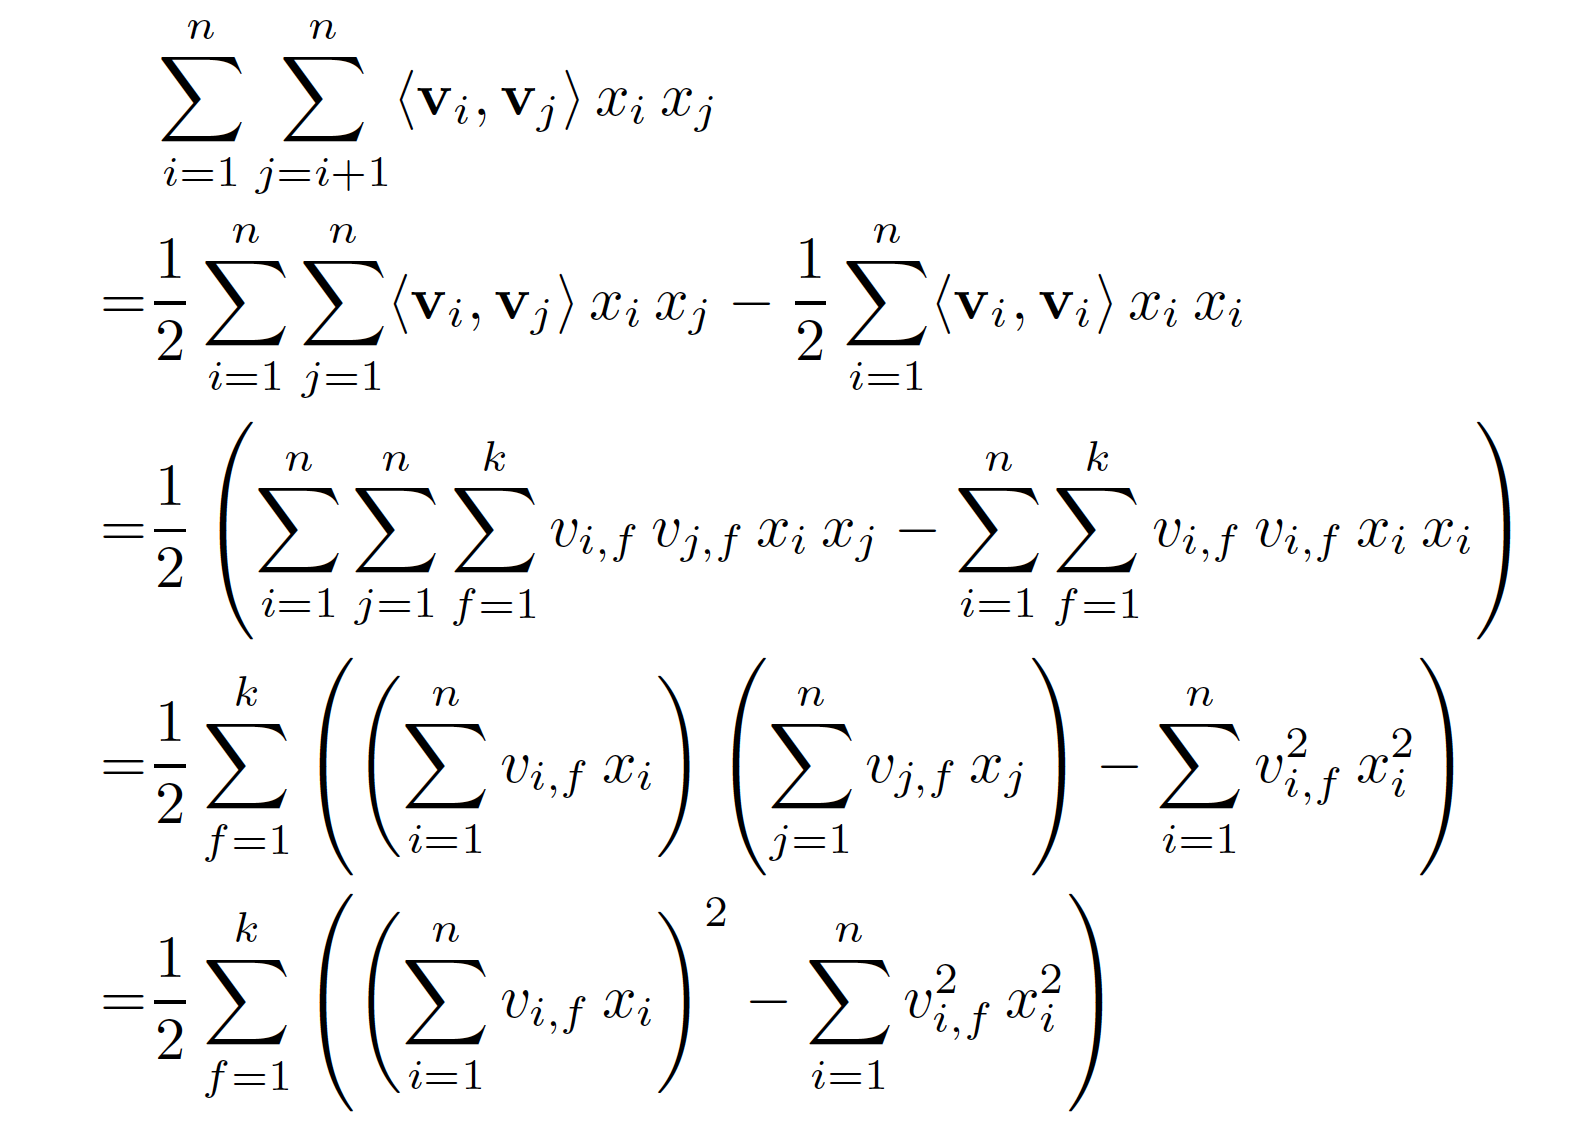 \sum_{i=1}^{n} \sum_{j=i+1}^{n} \langle \mathbf{v}_i, \mathbf{v}_j \rangle \, x_i \, x_j
= \frac{1}{2} \sum_{i=1}^{n} \sum_{j=1}^{n} \langle \mathbf{v}_i, \mathbf{v}_j \rangle \, x_i \, x_j - \frac{1}{2} \sum_{i=1}^{n} \langle \mathbf{v}_i, \mathbf{v}_i \rangle \, x_i \, x_i
= \frac{1}{2} \left( \sum_{i=1}^{n} \sum_{j=1}^{n} \sum_{f=1}^{k} v_{i,f} \, v_{j,f} \, x_i \, x_j - \sum_{i=1}^{n} \sum_{f=1}^{k} v_{i,f} \, v_{i,f} \, x_i \, x_i \right)
= \frac{1}{2} \sum_{f=1}^{k} \left( \left( \sum_{i=1}^{n} v_{i,f} \, x_i \right) \left( \sum_{j=1}^{n} v_{j,f} \, x_j \right) - \sum_{i=1}^{n} v_{i,f}^2 \, x_i^2 \right)
= \frac{1}{2} \sum_{f=1}^{k} \left( \left( \sum_{i=1}^{n} v_{i,f} \, x_i \right)^2 - \sum_{i=1}^{n} v_{i,f}^2 \, x_i^2 \right)